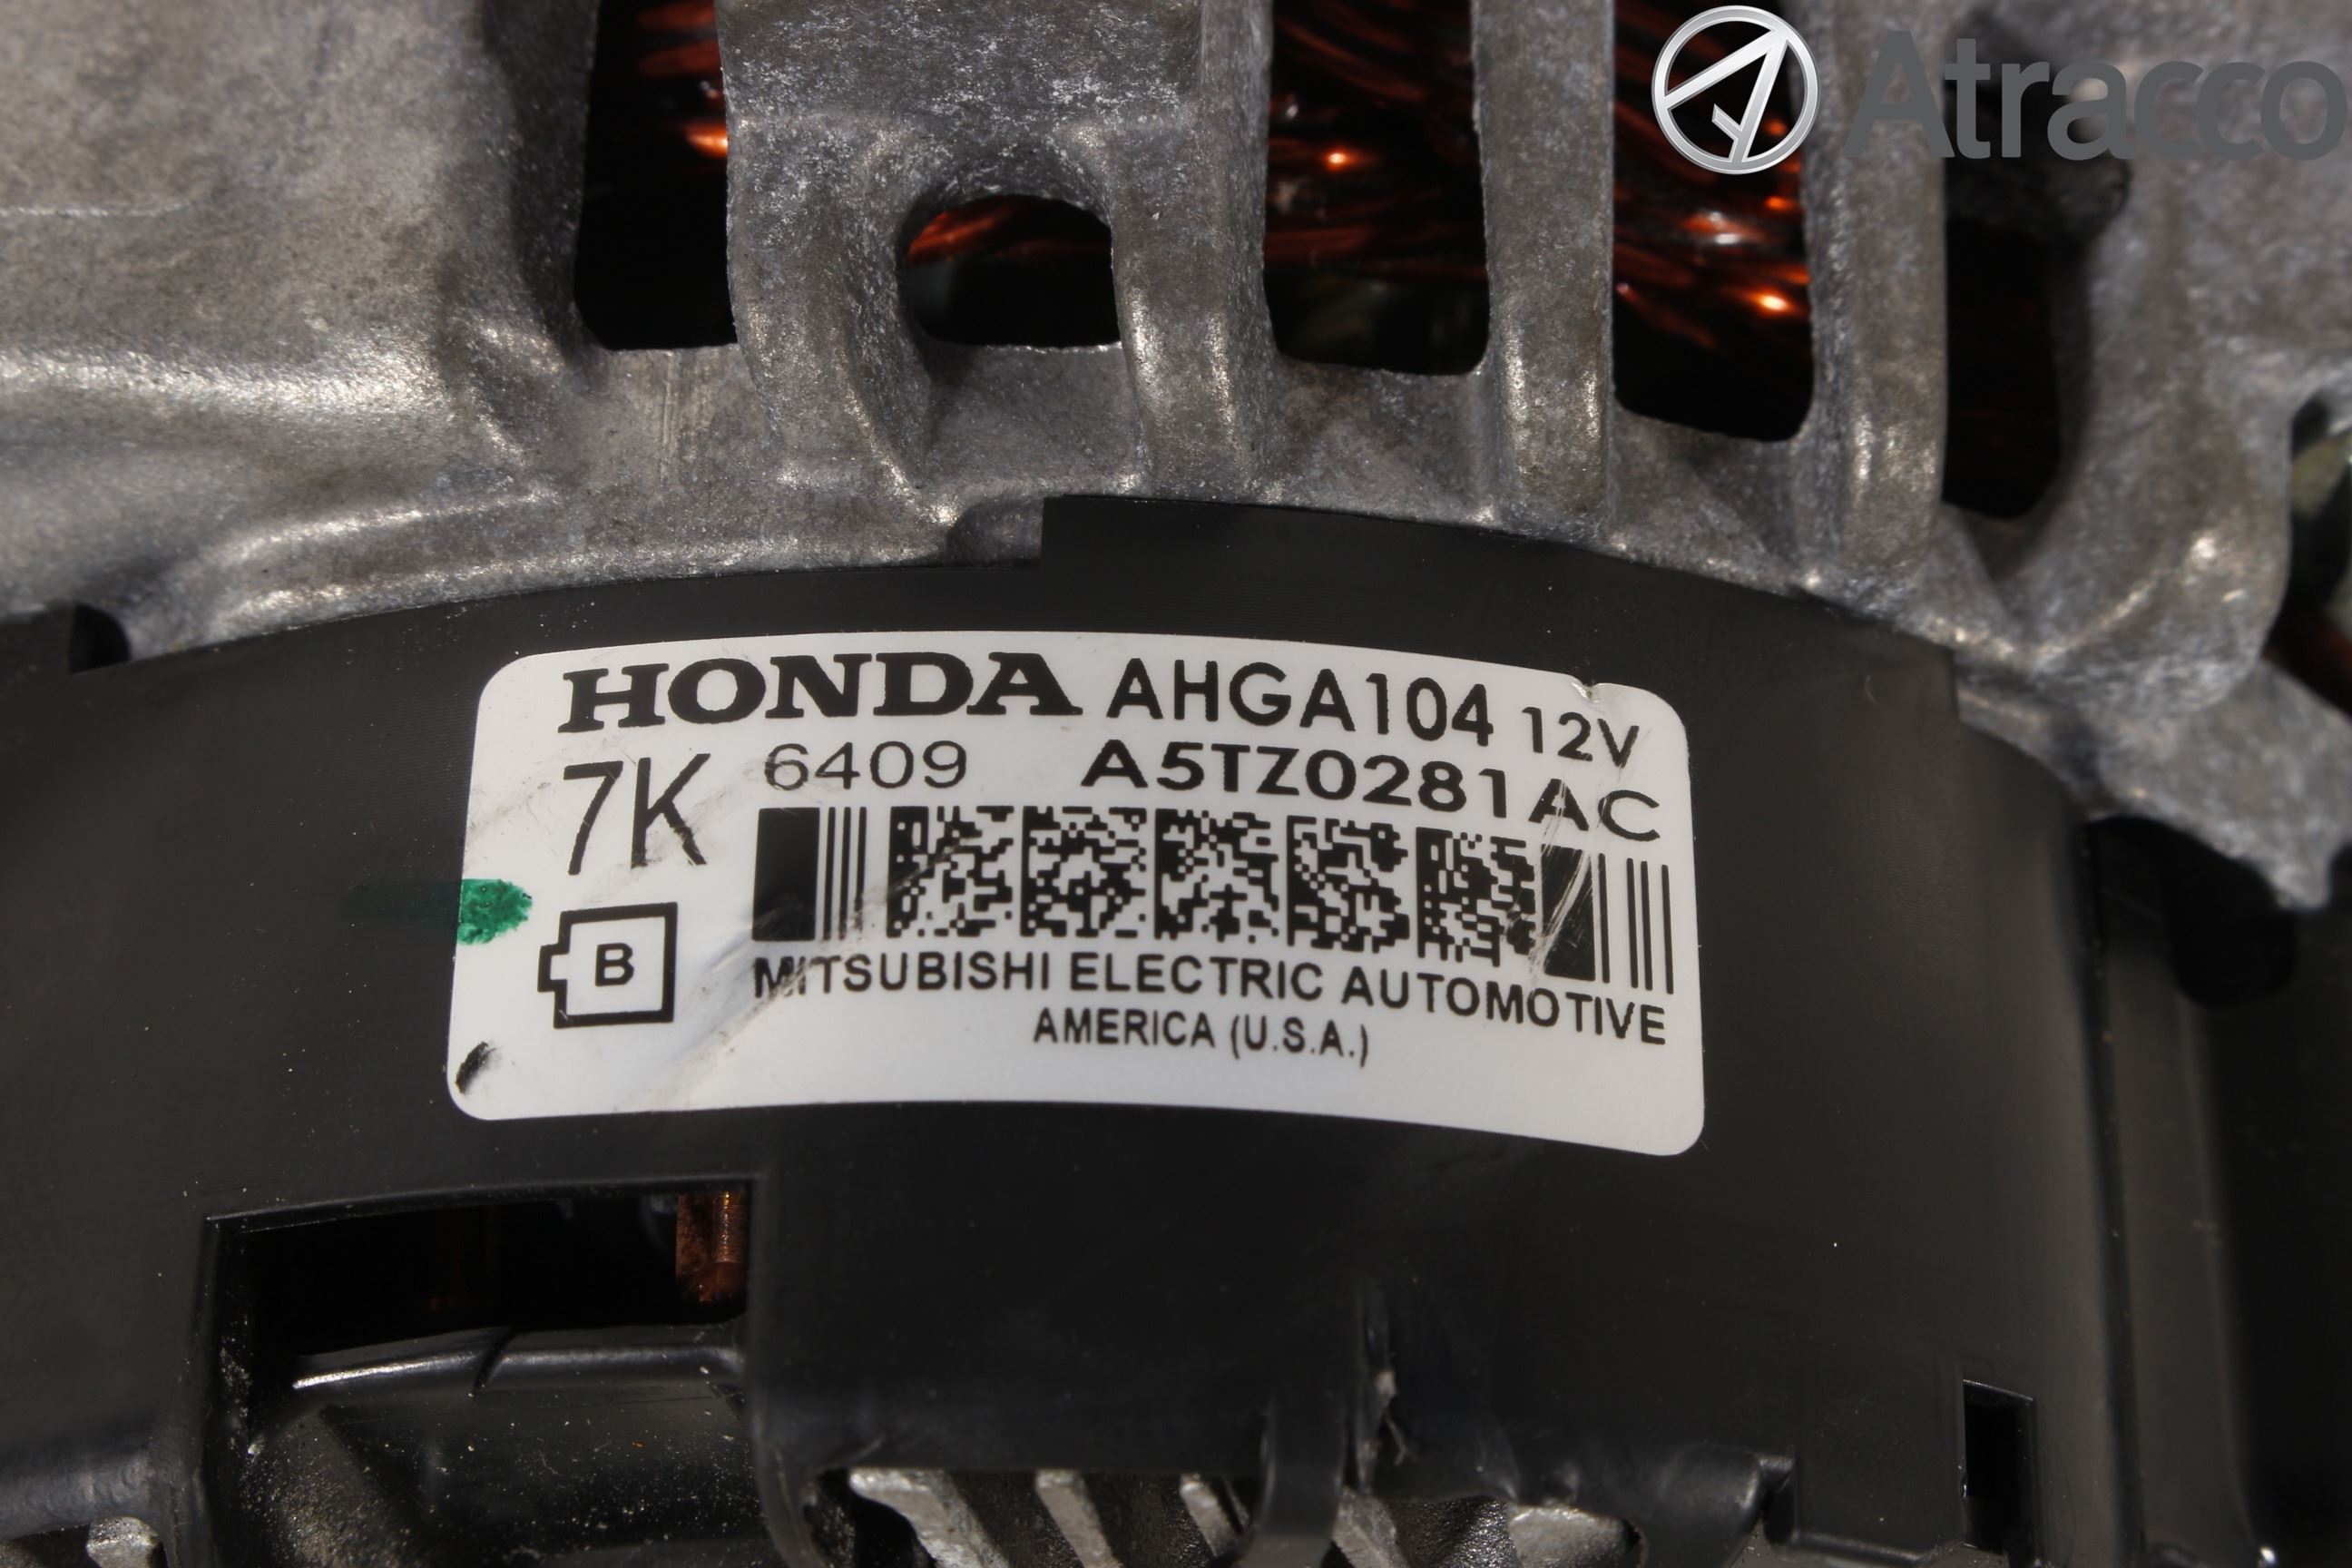 Atracco
HONDA AHGA104 12V
7K 6409 A5TZ0281AC
B
MITSUBISHI ELECTRIC AUTOMOTIVE
AMERICA (U.S.A.)